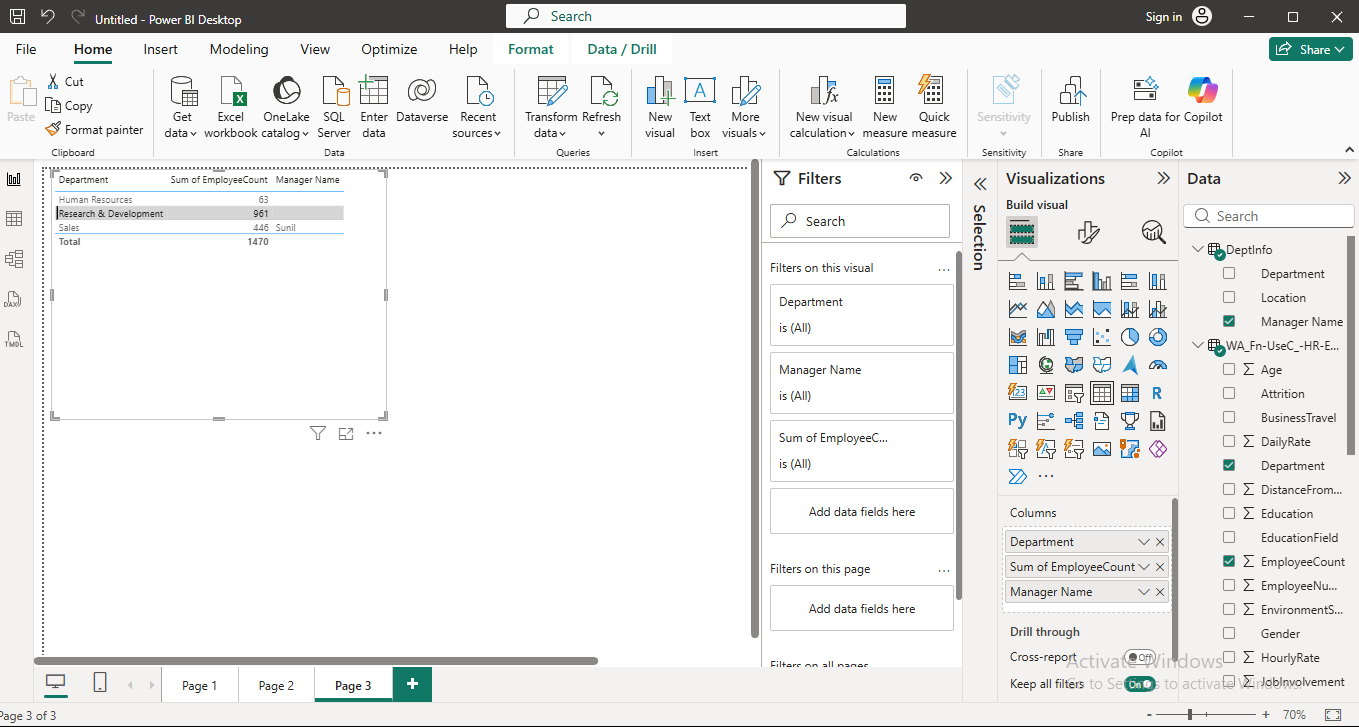 Untitled - Power BI Desktop
Search
Sign in
File
Home
Insert
Modeling
View
Optimize
Help
Format
Data / Drill
Share
Paste
Cut
Copy
Format painter
Clipboard
Get data
Excel workbook
OneLake catalog
SQL Server
Enter data
Dataverse
Recent sources
Data
Transform data
Refresh
Queries
New visual
Text box
More visuals
Insert
New visual calculation
New measure
Quick measure
Calculations
Sensitivity
Sensitivity
Publish
Share
Prep data for AI
Copilot
Copilot
DAX
TMDL
Department Sum of EmployeeCount Manager Name
Human Resources 63
Research & Development 961
Sales 446 Sunil
Total 1470
Filters
Search
Filters on this visual
Department
is (All)
Manager Name
is (All)
Sum of EmployeeC...
is (All)
Add data fields here
Filters on this page
Add data fields here
Filters on all pages
Selection
Visualizations
Build visual
123
R
Py
Columns
Department
Sum of EmployeeCount
Manager Name
Drill through
Cross-report
Off
Keep all filters
On
Data
Search
DeptInfo
Department
Location
Manager Name
WA_Fn-UseC_-HR-E...
Age
Attrition
BusinessTravel
DailyRate
Department
DistanceFrom...
Education
EducationField
EmployeeCount
EmployeeNu...
EnvironmentS...
Gender
HourlyRate
JobInvolvement
Activate Windows
Go to Settings to activate Windows.
Page 1
Page 2
Page 3
Page 3 of 3
70%